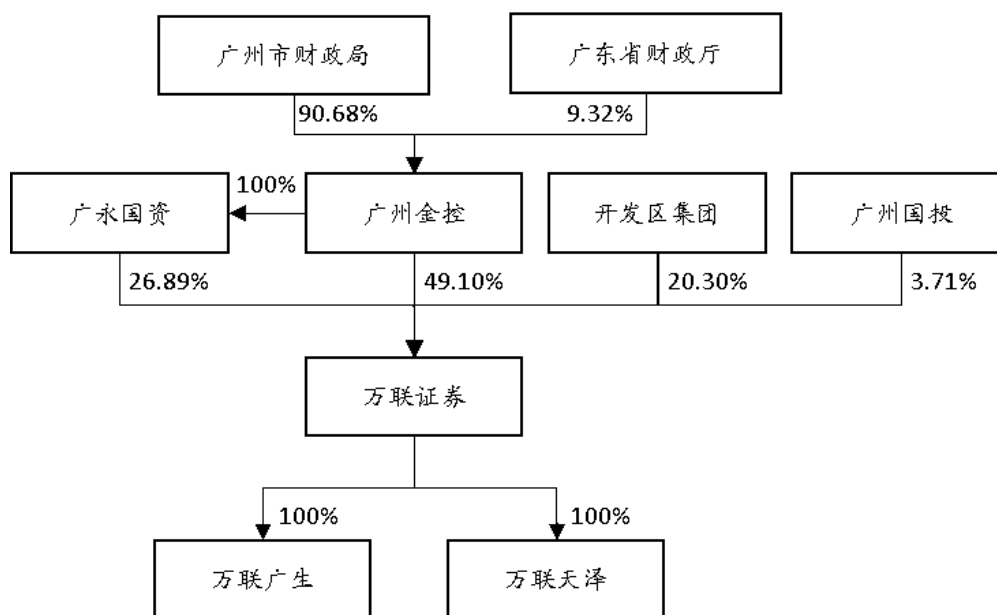 广州市财政局
广东省财政厅
90.68%
9.32%
100%
广永国资
广州金控
开发区集团
广州国投
26.89%
49.10%
20.30%
3.71%
万联证券
100%
100%
万联广生
万联天泽